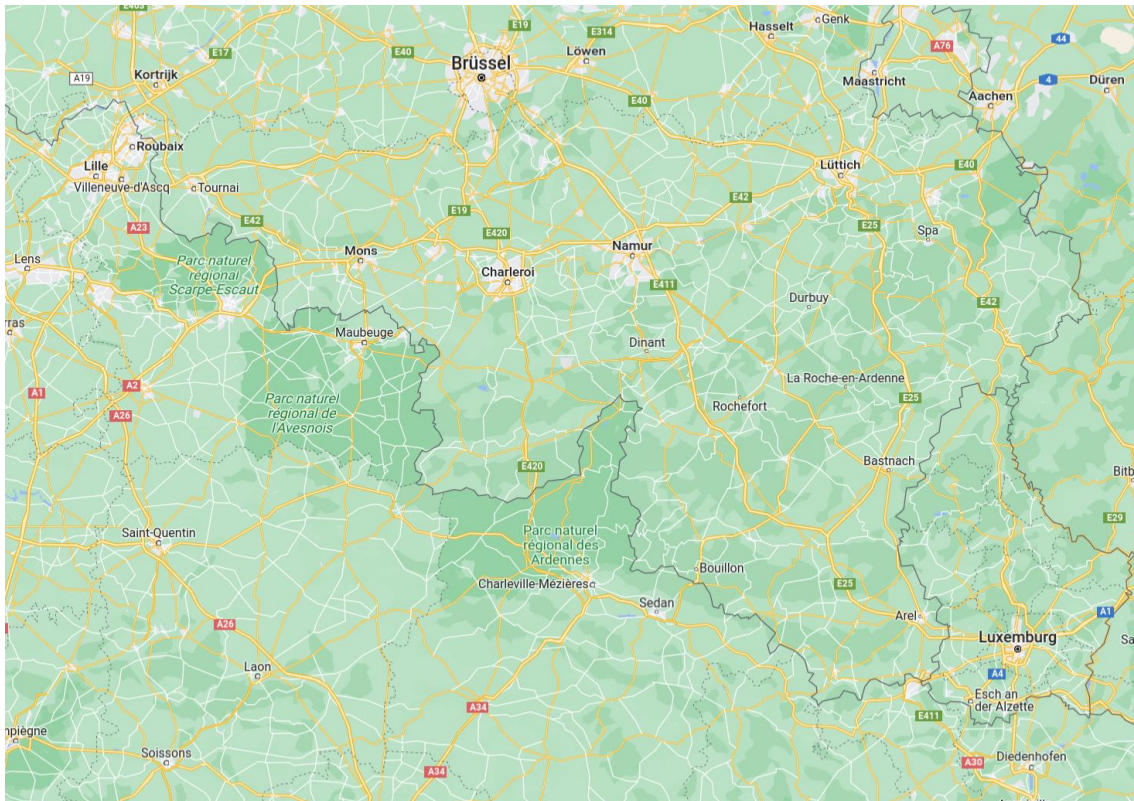 E403
E19
Hasselt
Genk
E17
E40
E314
Löwen
A76
44
Brüssel
A19
Kortrijk
Maastricht
4
Düren
Aachen
E40
Roubaix
Lille
Villeneuve-d'Ascq
Tournai
Lüttich
E40
E42
E19
A23
E42
E420
E25
Spa
Lens
Parc naturel
régional
Scarpe-Escaut
Mons
Namur
Charleroi
E411
Durbuy
E42
rras
Maubeuge
Dinant
A1
A2
A26
Parc naturel
régional de
l'Avesnois
La Roche-en-Ardenne
Rochefort
E25
E420
Bastnach
Bitb
E29
Saint-Quentin
Parc naturel
régional des
Ardennes
Charleville-Mézières
Bouillon
E25
Sedan
Arel
A1
A26
Luxemburg
Sa
Laon
A4
A34
Esch an
der Alzette
E411
npiègne
Soissons
A34
A30
Diedenhofen